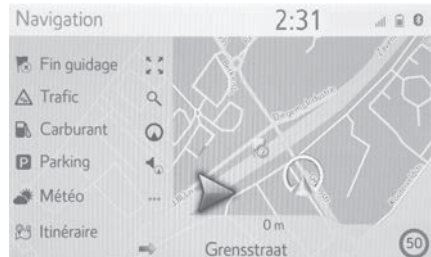 Navigation 2:31
Fin guidage
Trafic
Carburant
P Parking
Météo
Itinéraire
0 m
Grensstraat
50